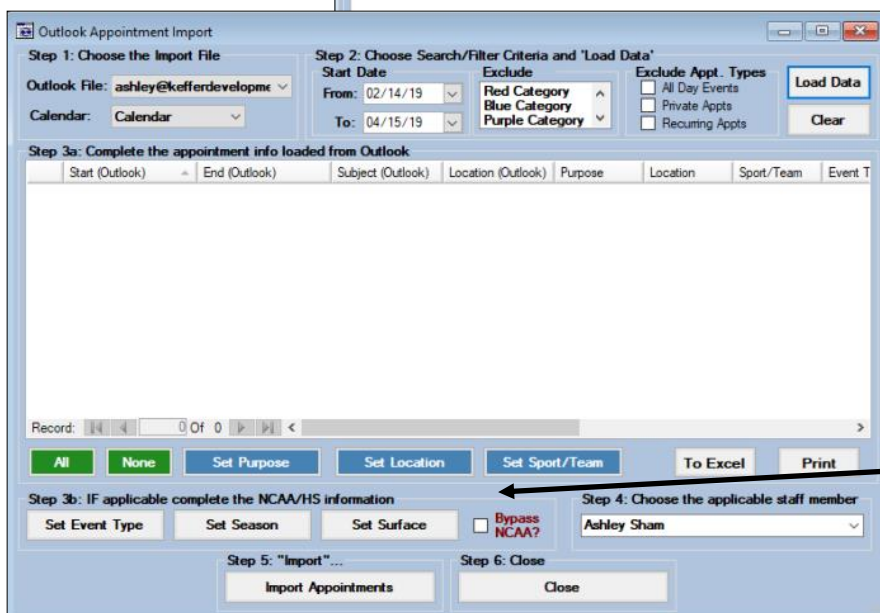 Outlook Appointment Import
Step 1: Choose the Import File
Outlook File: ashley@kefferdevelopme
Calendar: Calendar
Step 2: Choose Search/Filter Criteria and 'Load Data'
Start Date
From: 02/14/19
To: 04/15/19
Exclude
Red Category
Blue Category
Purple Category
Exclude Appt. Types
All Day Events
Private Appts
Recurring Appts
Load Data
Clear
Step 3a: Complete the appointment info loaded from Outlook
Start (Outlook) End (Outlook) Subject (Outlook) Location (Outlook) Purpose Location Sport/Team Event T
Record: 0 Of 0
All None Set Purpose Set Location Set Sport/Team To Excel Print
Step 3b: IF applicable complete the NCAA/HS information
Set Event Type Set Season Set Surface Bypass NCAA?
Step 4: Choose the applicable staff member
Ashley Sham
Step 5: "Import"...
Import Appointments
Step 6: Close
Close